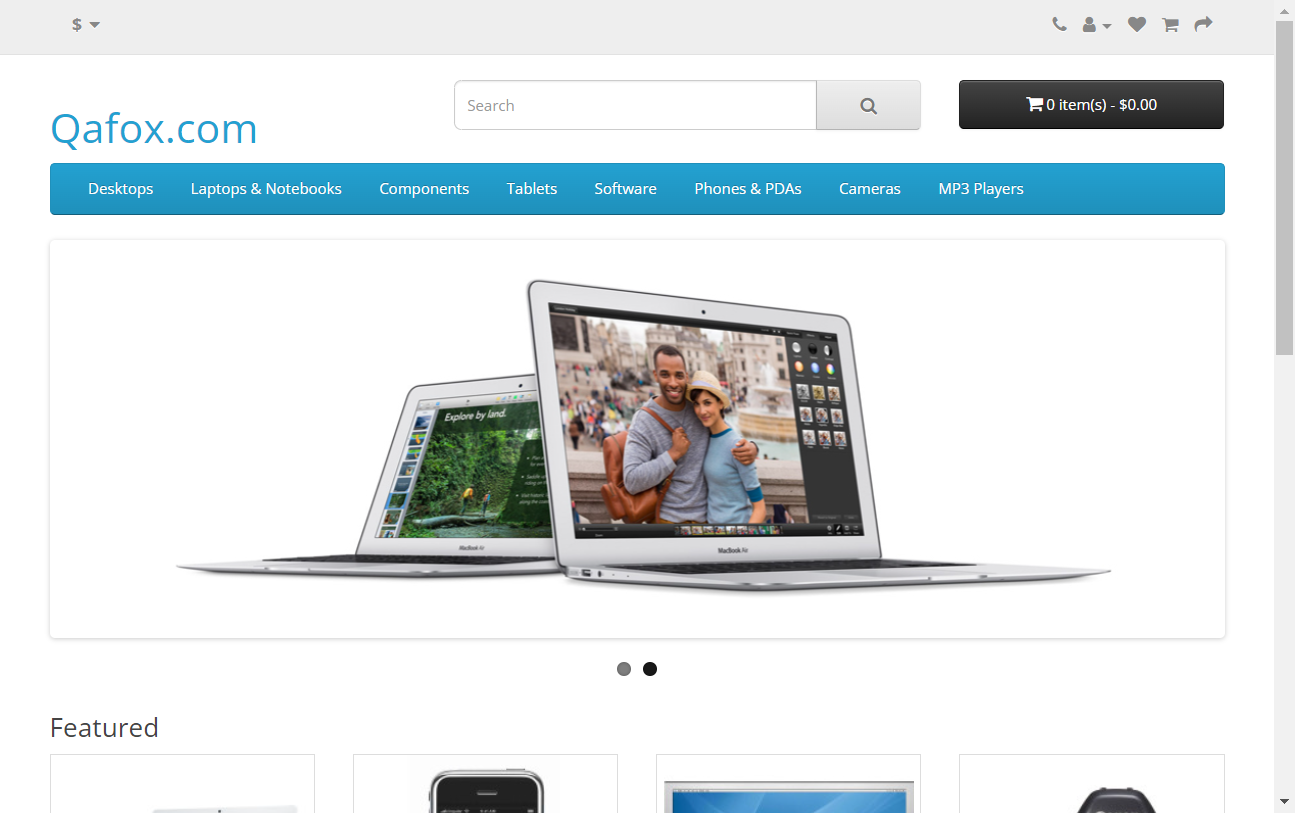 $
Search
0 item(s) - $0.00
Qafox.com
Desktops
Laptops & Notebooks
Components
Tablets
Software
Phones & PDAs
Cameras
MP3 Players
Explore by land.
MacBook Air
MacBook Air
Featured